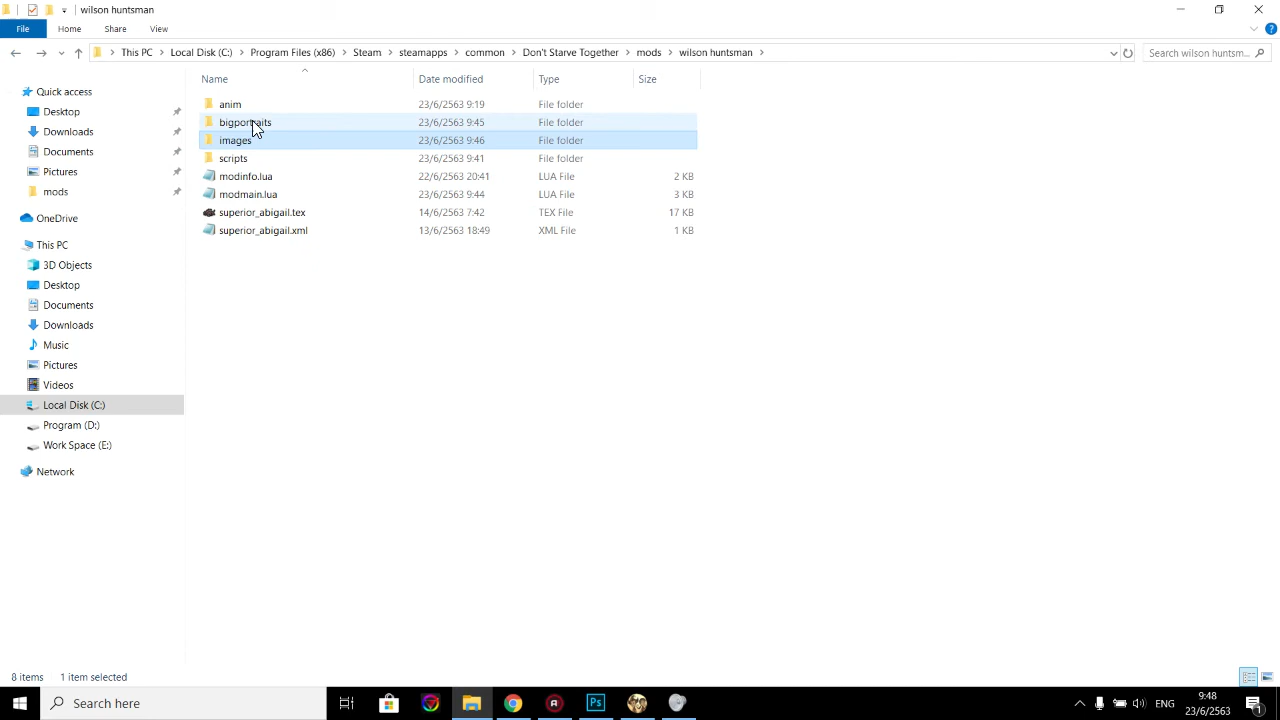 wilson huntsman
File
Home
Share
View
This PC
Local Disk (C:)
Program Files (x86)
Steam
steamapps
common
Don't Starve Together
mods
wilson huntsman
Search wilson huntsm...
Name
Date modified
Type
Size
Quick access
Desktop
Downloads
Documents
Pictures
mods
OneDrive
This PC
3D Objects
Desktop
Documents
Downloads
Music
Pictures
Videos
Local Disk (C:)
Program (D:)
Work Space (E:)
Network
anim 23/6/2563 9:19 File folder
bigportraits 23/6/2563 9:45 File folder
images 23/6/2563 9:46 File folder
scripts 23/6/2563 9:41 File folder
modinfo.lua 22/6/2563 20:41 LUA File 2 KB
modmain.lua 23/6/2563 9:44 LUA File 3 KB
superior_abigail.tex 14/6/2563 7:42 TEX File 17 KB
superior_abigail.xml 13/6/2563 18:49 XML File 1 KB
8 items 1 item selected
Search here
Ps
ENG
9:48
23/6/2563
1